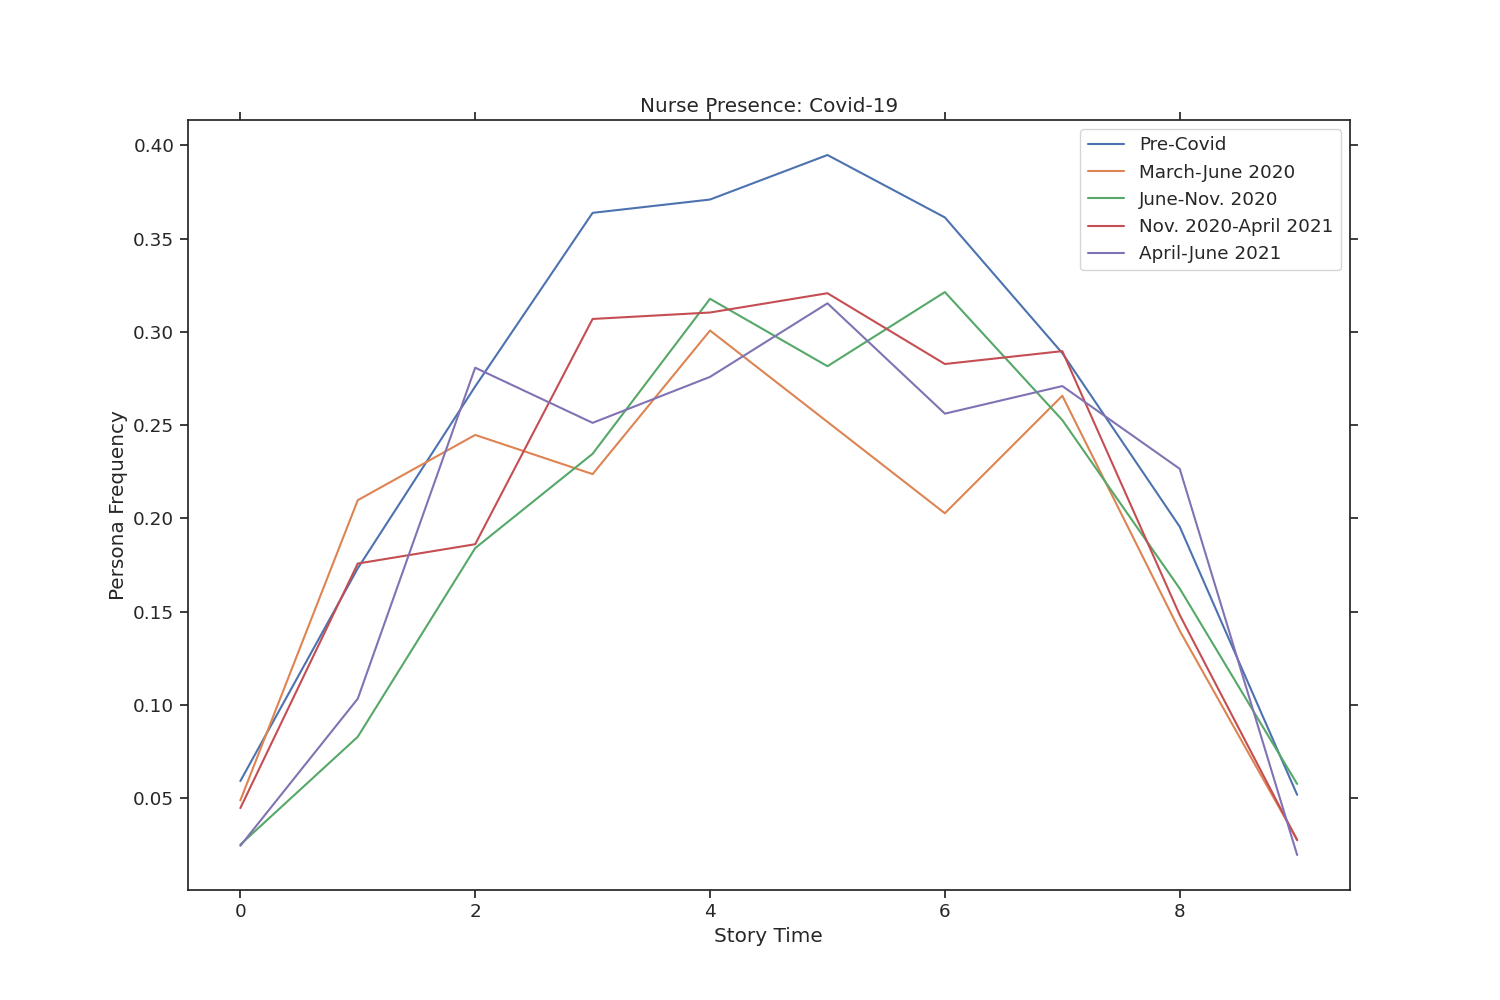 Nurse Presence: Covid-19
Pre-Covid
March-June 2020
June-Nov. 2020
Nov. 2020-April 2021
April-June 2021
Persona Frequency
0.40
0.35
0.30
0.25
0.20
0.15
0.10
0.05
0 2 4 6 8
Story Time